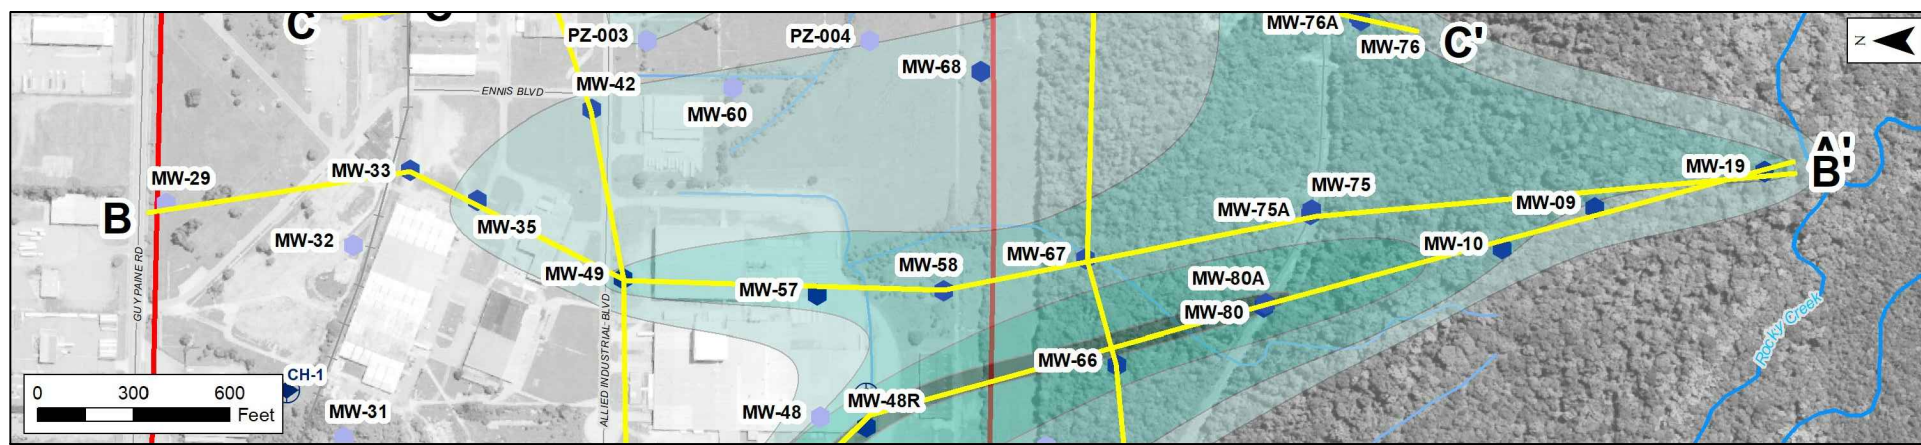 C
PZ-003
PZ-004
MW-76A
MW-76
C'
N
MW-68
MW-42
ENNIS BLVD
MW-60
MW-29
MW-33
A'
B'
MW-19
MW-75
MW-75A
MW-09
B
MW-35
MW-32
MW-10
MW-67
MW-49
MW-58
MW-57
MW-80A
MW-80
GUY PAINE RD
ALLIED INDUSTRIAL BLVD
Rocky Creek
MW-66
CH-1
0 300 600
Feet
MW-48R
MW-48
MW-31